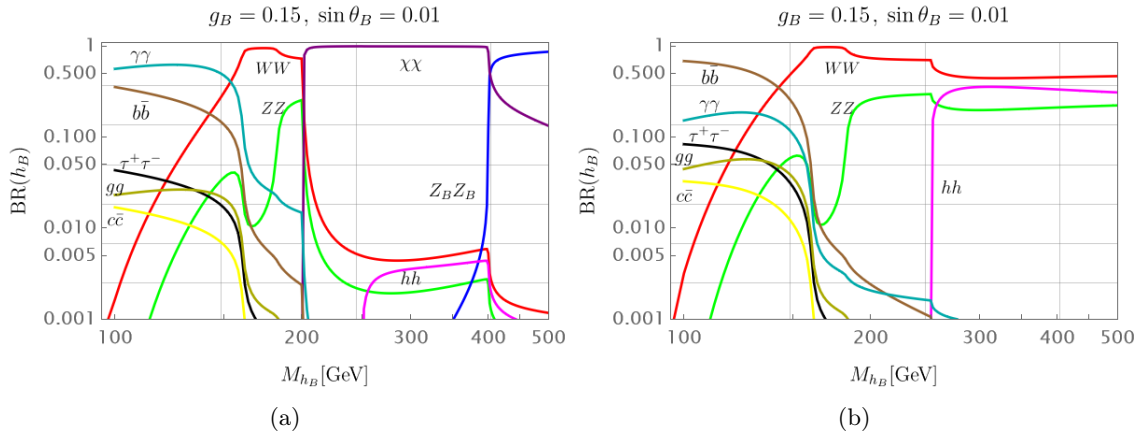 g_B = 0.15, sin θ_B = 0.01
BR(h_B)
1
0.500
0.100
0.050
0.010
0.005
0.001
γγ
bb̄
τ⁺τ⁻
gg
cc̄
WW
ZZ
χχ
Z_BZ_B
hh
100
200
300
400
500
M_{h_B}[GeV]
(a)
g_B = 0.15, sin θ_B = 0.01
BR(h_B)
1
0.500
0.100
0.050
0.010
0.005
0.001
bb̄
γγ
τ⁺τ⁻
gg
cc̄
WW
ZZ
hh
100
200
300
400
500
M_{h_B}[GeV]
(b)